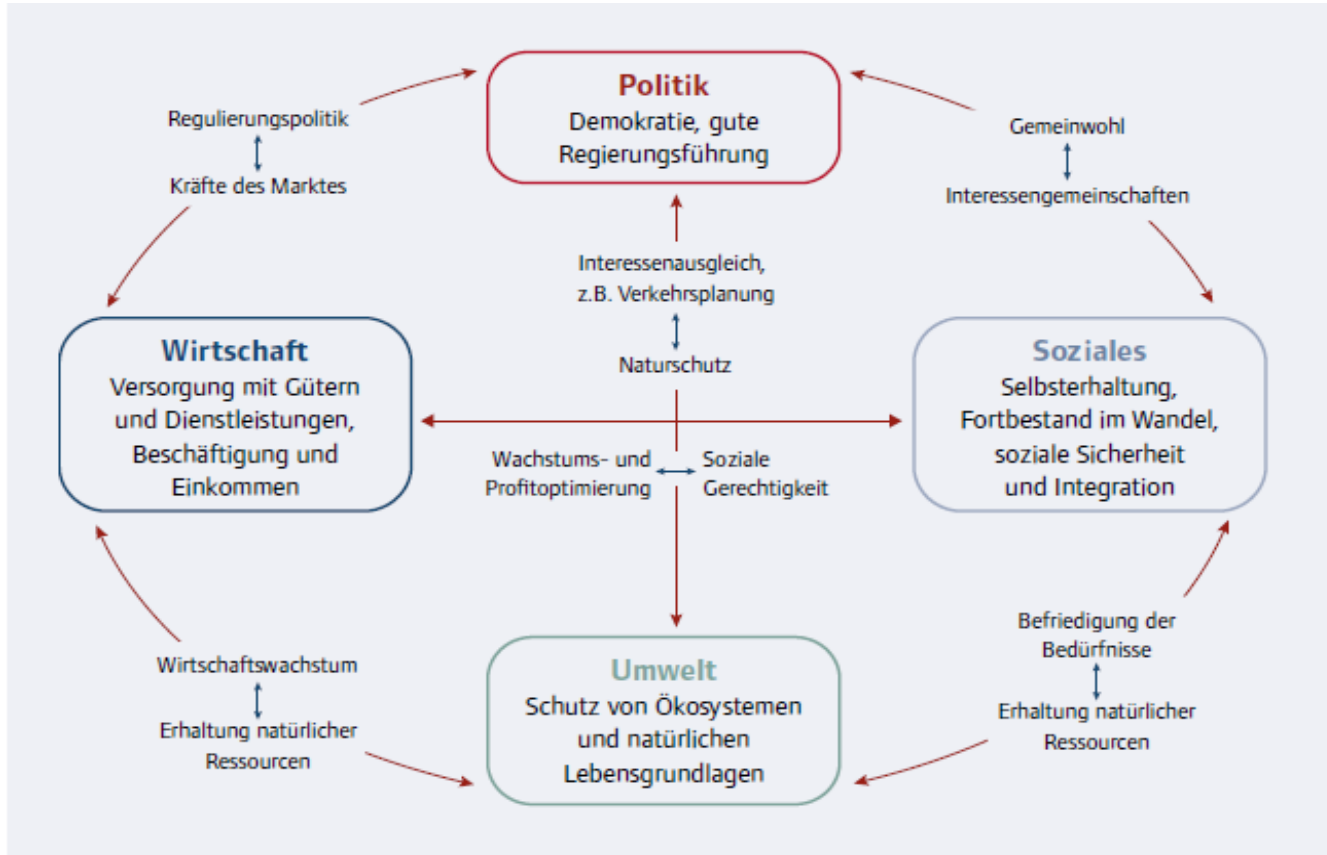 Politik
Demokratie, gute
Regierungsführung
Regulierungspolitik
Kräfte des Marktes
Gemeinwohl
Interessengemeinschaften
Interessenausgleich,
z.B. Verkehrsplanung
Naturschutz
Wirtschaft
Versorgung mit Gütern
und Dienstleistungen,
Beschäftigung und
Einkommen
Soziales
Selbsterhaltung,
Fortbestand im Wandel,
soziale Sicherheit
und Integration
Wachstums- und
Profitoptimierung
Soziale
Gerechtigkeit
Wirtschaftswachstum
Erhaltung natürlicher
Ressourcen
Umwelt
Schutz von Ökosystemen
und natürlichen
Lebensgrundlagen
Befriedigung der
Bedürfnisse
Erhaltung natürlicher
Ressourcen